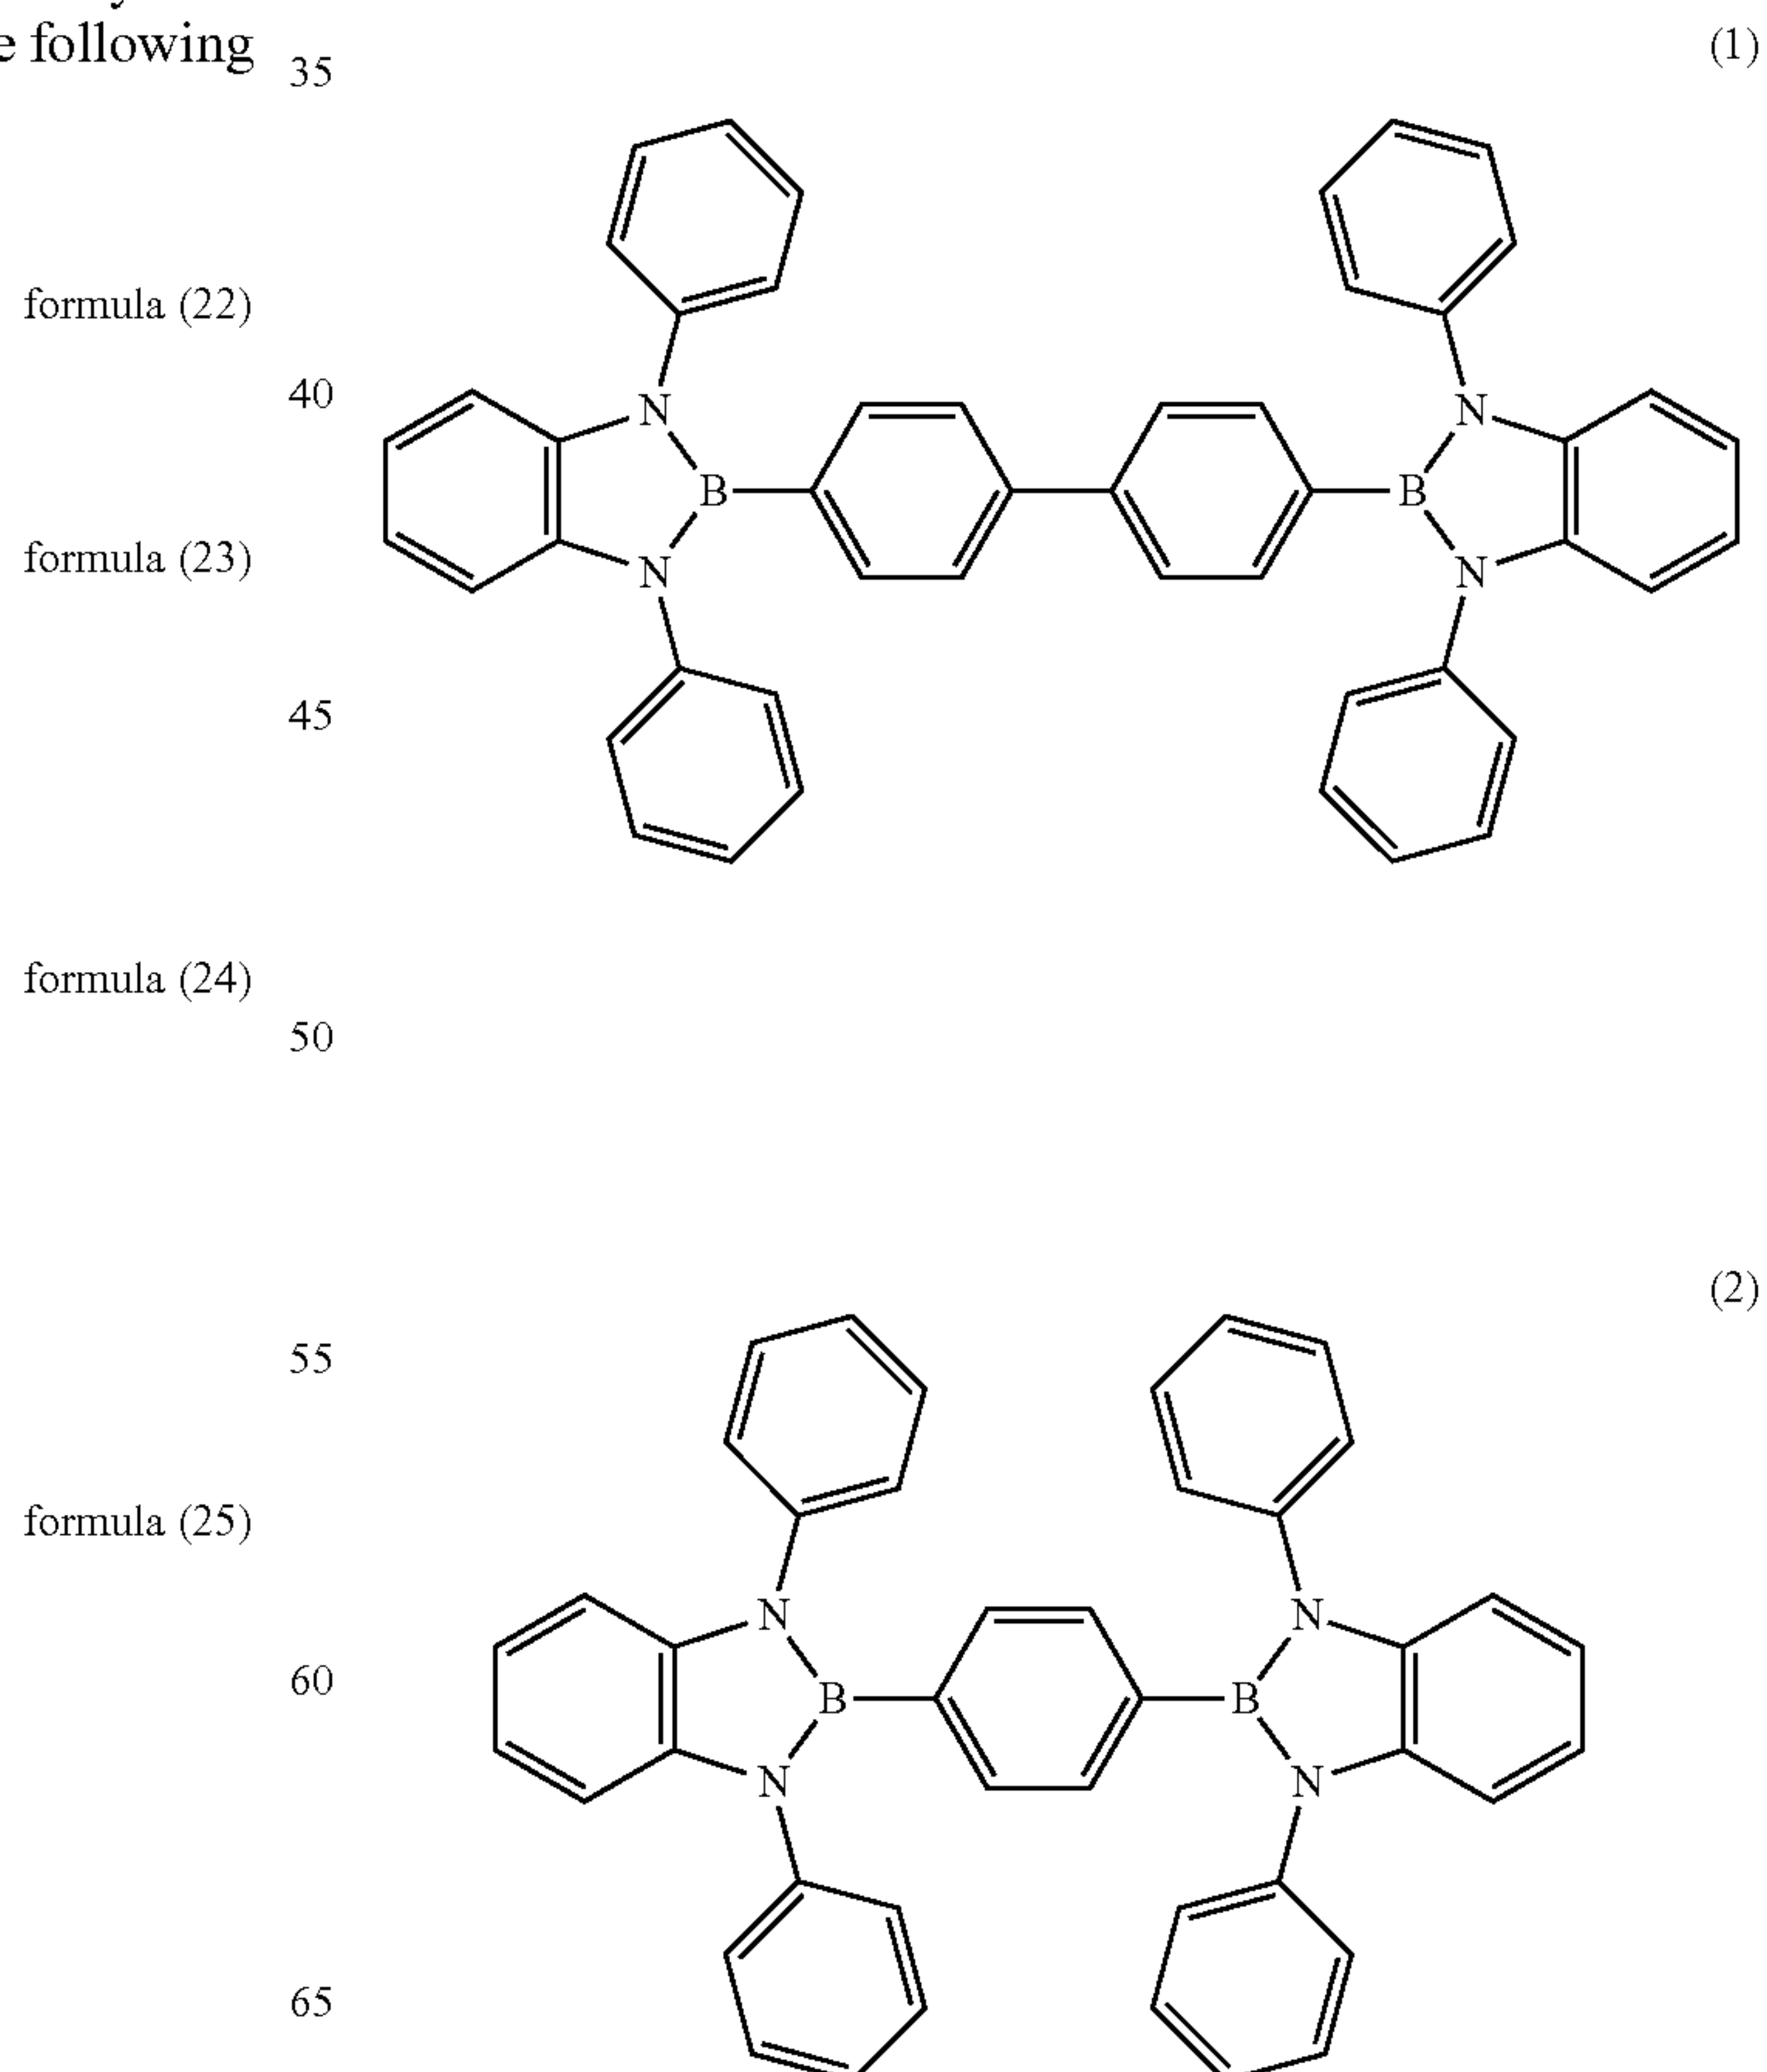 e following
35
(1)
formula (22)
40
N
N
B
B
formula (23)
N
N
45
formula (24)
50
(2)
55
formula (25)
N
N
60
B
B
N
N
65